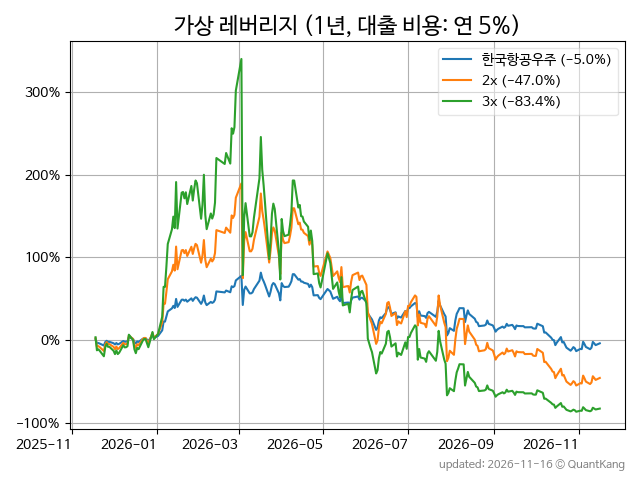 가상 레버리지 (1년, 대출 비용: 연 5%)
한국항공우주 (−5.0%)
2x (−47.0%)
3x (−83.4%)
300%
200%
100%
0%
−100%
2025-11 2026-01 2026-03 2026-05 2026-07 2026-09 2026-11
updated: 2026-11-16 © QuantKang